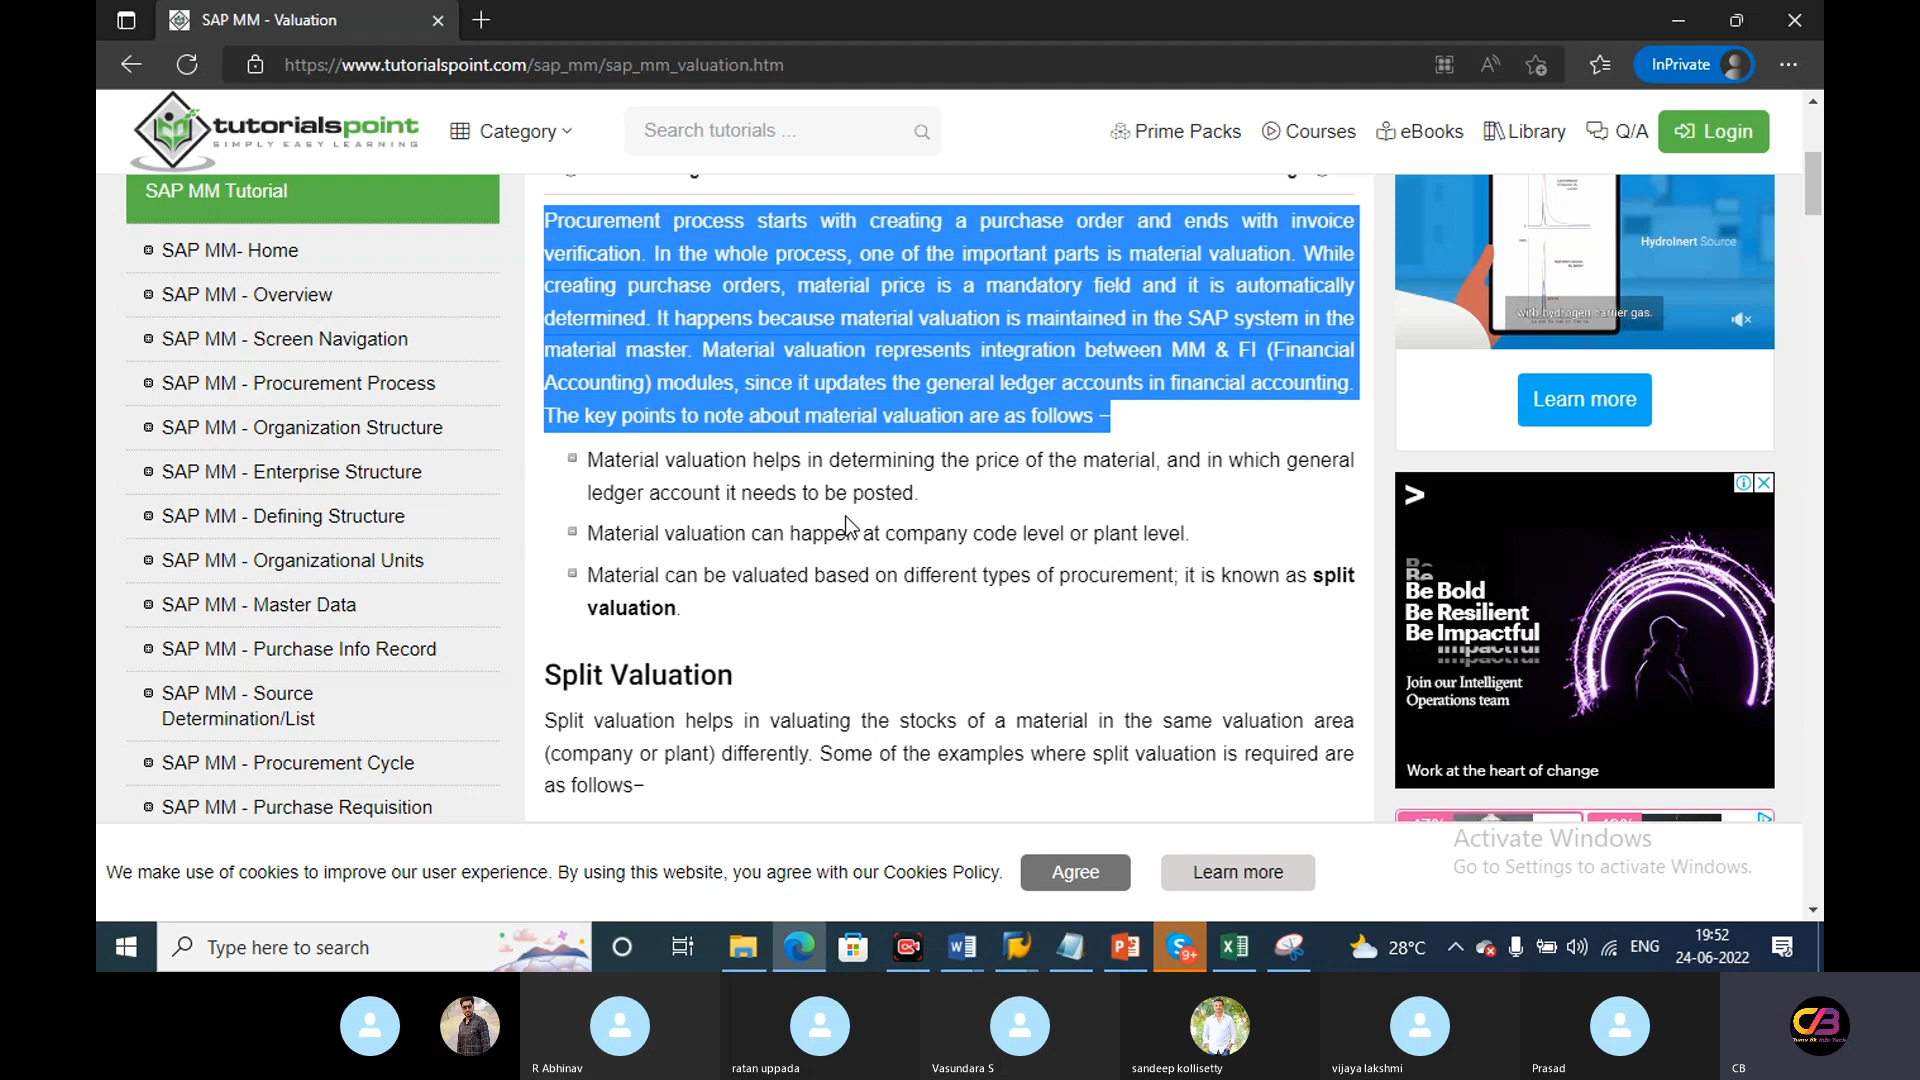 SAP MM - Valuation
https://www.tutorialspoint.com/sap_mm/sap_mm_valuation.htm
InPrivate
tutorialspoint
SIMPLY EASY LEARNING
Category
Search tutorials ...
Prime Packs
Courses
eBooks
Library
Q/A
Login
SAP MM Tutorial
SAP MM- Home
SAP MM - Overview
SAP MM - Screen Navigation
SAP MM - Procurement Process
SAP MM - Organization Structure
SAP MM - Enterprise Structure
SAP MM - Defining Structure
SAP MM - Organizational Units
SAP MM - Master Data
SAP MM - Purchase Info Record
SAP MM - Source
Determination/List
SAP MM - Procurement Cycle
SAP MM - Purchase Requisition
Procurement process starts with creating a purchase order and ends with invoice
verification. In the whole process, one of the important parts is material valuation. While
creating purchase orders, material price is a mandatory field and it is automatically
determined. It happens because material valuation is maintained in the SAP system in the
material master. Material valuation represents integration between MM & FI (Financial
Accounting) modules, since it updates the general ledger accounts in financial accounting.
The key points to note about material valuation are as follows −
Material valuation helps in determining the price of the material, and in which general
ledger account it needs to be posted.
Material valuation can happen at company code level or plant level.
Material can be valuated based on different types of procurement; it is known as split
valuation.
Split Valuation
Split valuation helps in valuating the stocks of a material in the same valuation area
(company or plant) differently. Some of the examples where split valuation is required are
as follows−
HydroInert Source
with hydrogen carrier gas.
Learn more
>
Be Bold
Be Resilient
Be Impactful
Join our Intelligent
Operations team
Work at the heart of change
We make use of cookies to improve our user experience. By using this website, you agree with our Cookies Policy.
Agree
Learn more
Activate Windows
Go to Settings to activate Windows.
Type here to search
9+
28°C
ENG
19:52
24-06-2022
R Abhinav
ratan uppada
Vasundara S
sandeep kollisetty
vijaya lakshmi
Prasad
CB